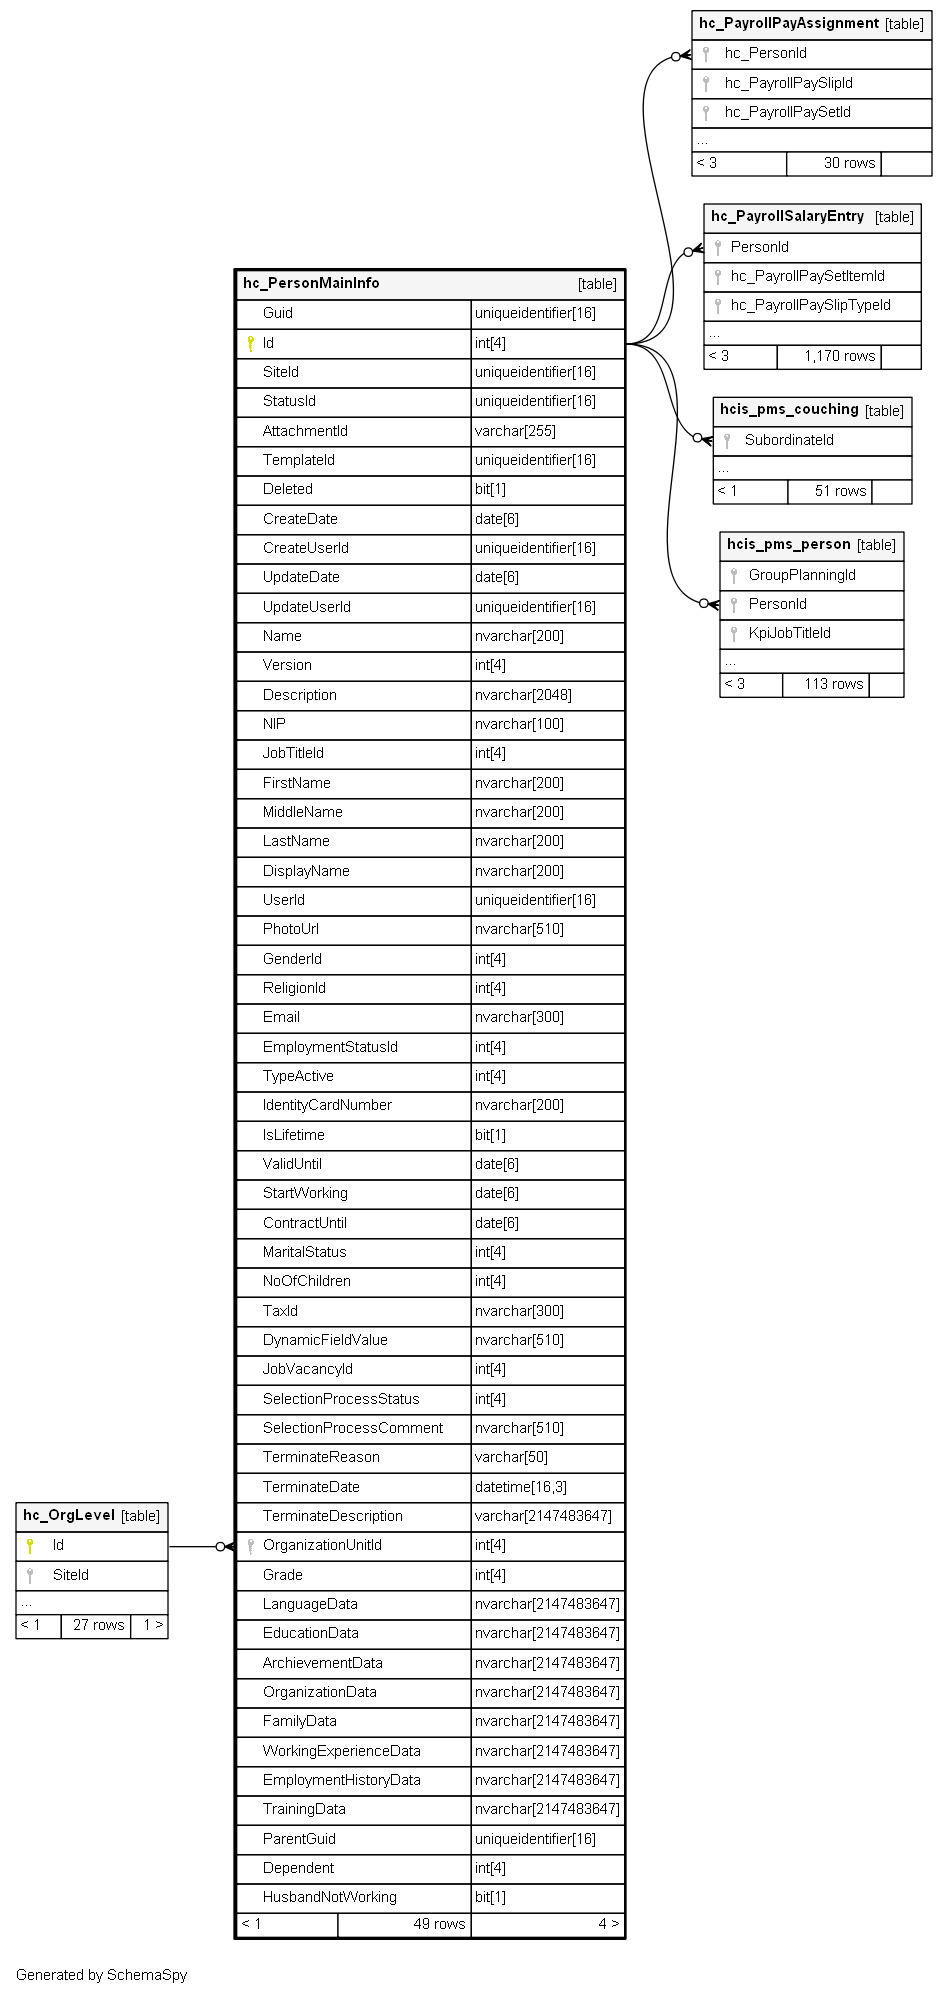 hc_PayrollPayAssignment [table]
hc_PersonId
hc_PayrollPaySlipId
hc_PayrollPaySetId
...
< 3 30 rows
hc_PayrollSalaryEntry [table]
PersonId
hc_PayrollPaySetItemId
hc_PayrollPaySlipTypeId
...
< 3 1,170 rows
hcis_pms_couching [table]
SubordinateId
...
< 1 51 rows
hcis_pms_person [table]
GroupPlanningId
PersonId
KpiJobTitleId
...
< 3 113 rows
hc_PersonMainInfo [table]
Guid uniqueidentifier[16]
Id int[4]
SiteId uniqueidentifier[16]
StatusId uniqueidentifier[16]
AttachmentId varchar[255]
TemplateId uniqueidentifier[16]
Deleted bit[1]
CreateDate date[6]
CreateUserId uniqueidentifier[16]
UpdateDate date[6]
UpdateUserId uniqueidentifier[16]
Name nvarchar[200]
Version int[4]
Description nvarchar[2048]
NIP nvarchar[100]
JobTitleId int[4]
FirstName nvarchar[200]
MiddleName nvarchar[200]
LastName nvarchar[200]
DisplayName nvarchar[200]
UserId uniqueidentifier[16]
PhotoUrl nvarchar[510]
GenderId int[4]
ReligionId int[4]
Email nvarchar[300]
EmploymentStatusId int[4]
TypeActive int[4]
IdentityCardNumber nvarchar[200]
IsLifetime bit[1]
ValidUntil date[6]
StartWorking date[6]
ContractUntil date[6]
MaritalStatus int[4]
NoOfChildren int[4]
TaxId nvarchar[300]
DynamicFieldValue nvarchar[510]
JobVacancyId int[4]
SelectionProcessStatus int[4]
SelectionProcessComment nvarchar[510]
TerminateReason varchar[50]
TerminateDate datetime[16,3]
TerminateDescription varchar[2147483647]
OrganizationUnitId int[4]
Grade int[4]
LanguageData nvarchar[2147483647]
EducationData nvarchar[2147483647]
ArchievementData nvarchar[2147483647]
OrganizationData nvarchar[2147483647]
FamilyData nvarchar[2147483647]
WorkingExperienceData nvarchar[2147483647]
EmploymentHistoryData nvarchar[2147483647]
TrainingData nvarchar[2147483647]
ParentGuid uniqueidentifier[16]
Dependent int[4]
HusbandNotWorking bit[1]
< 1 49 rows 4 >
hc_OrgLevel [table]
Id
SiteId
...
< 1 27 rows 1 >
Generated by SchemaSpy